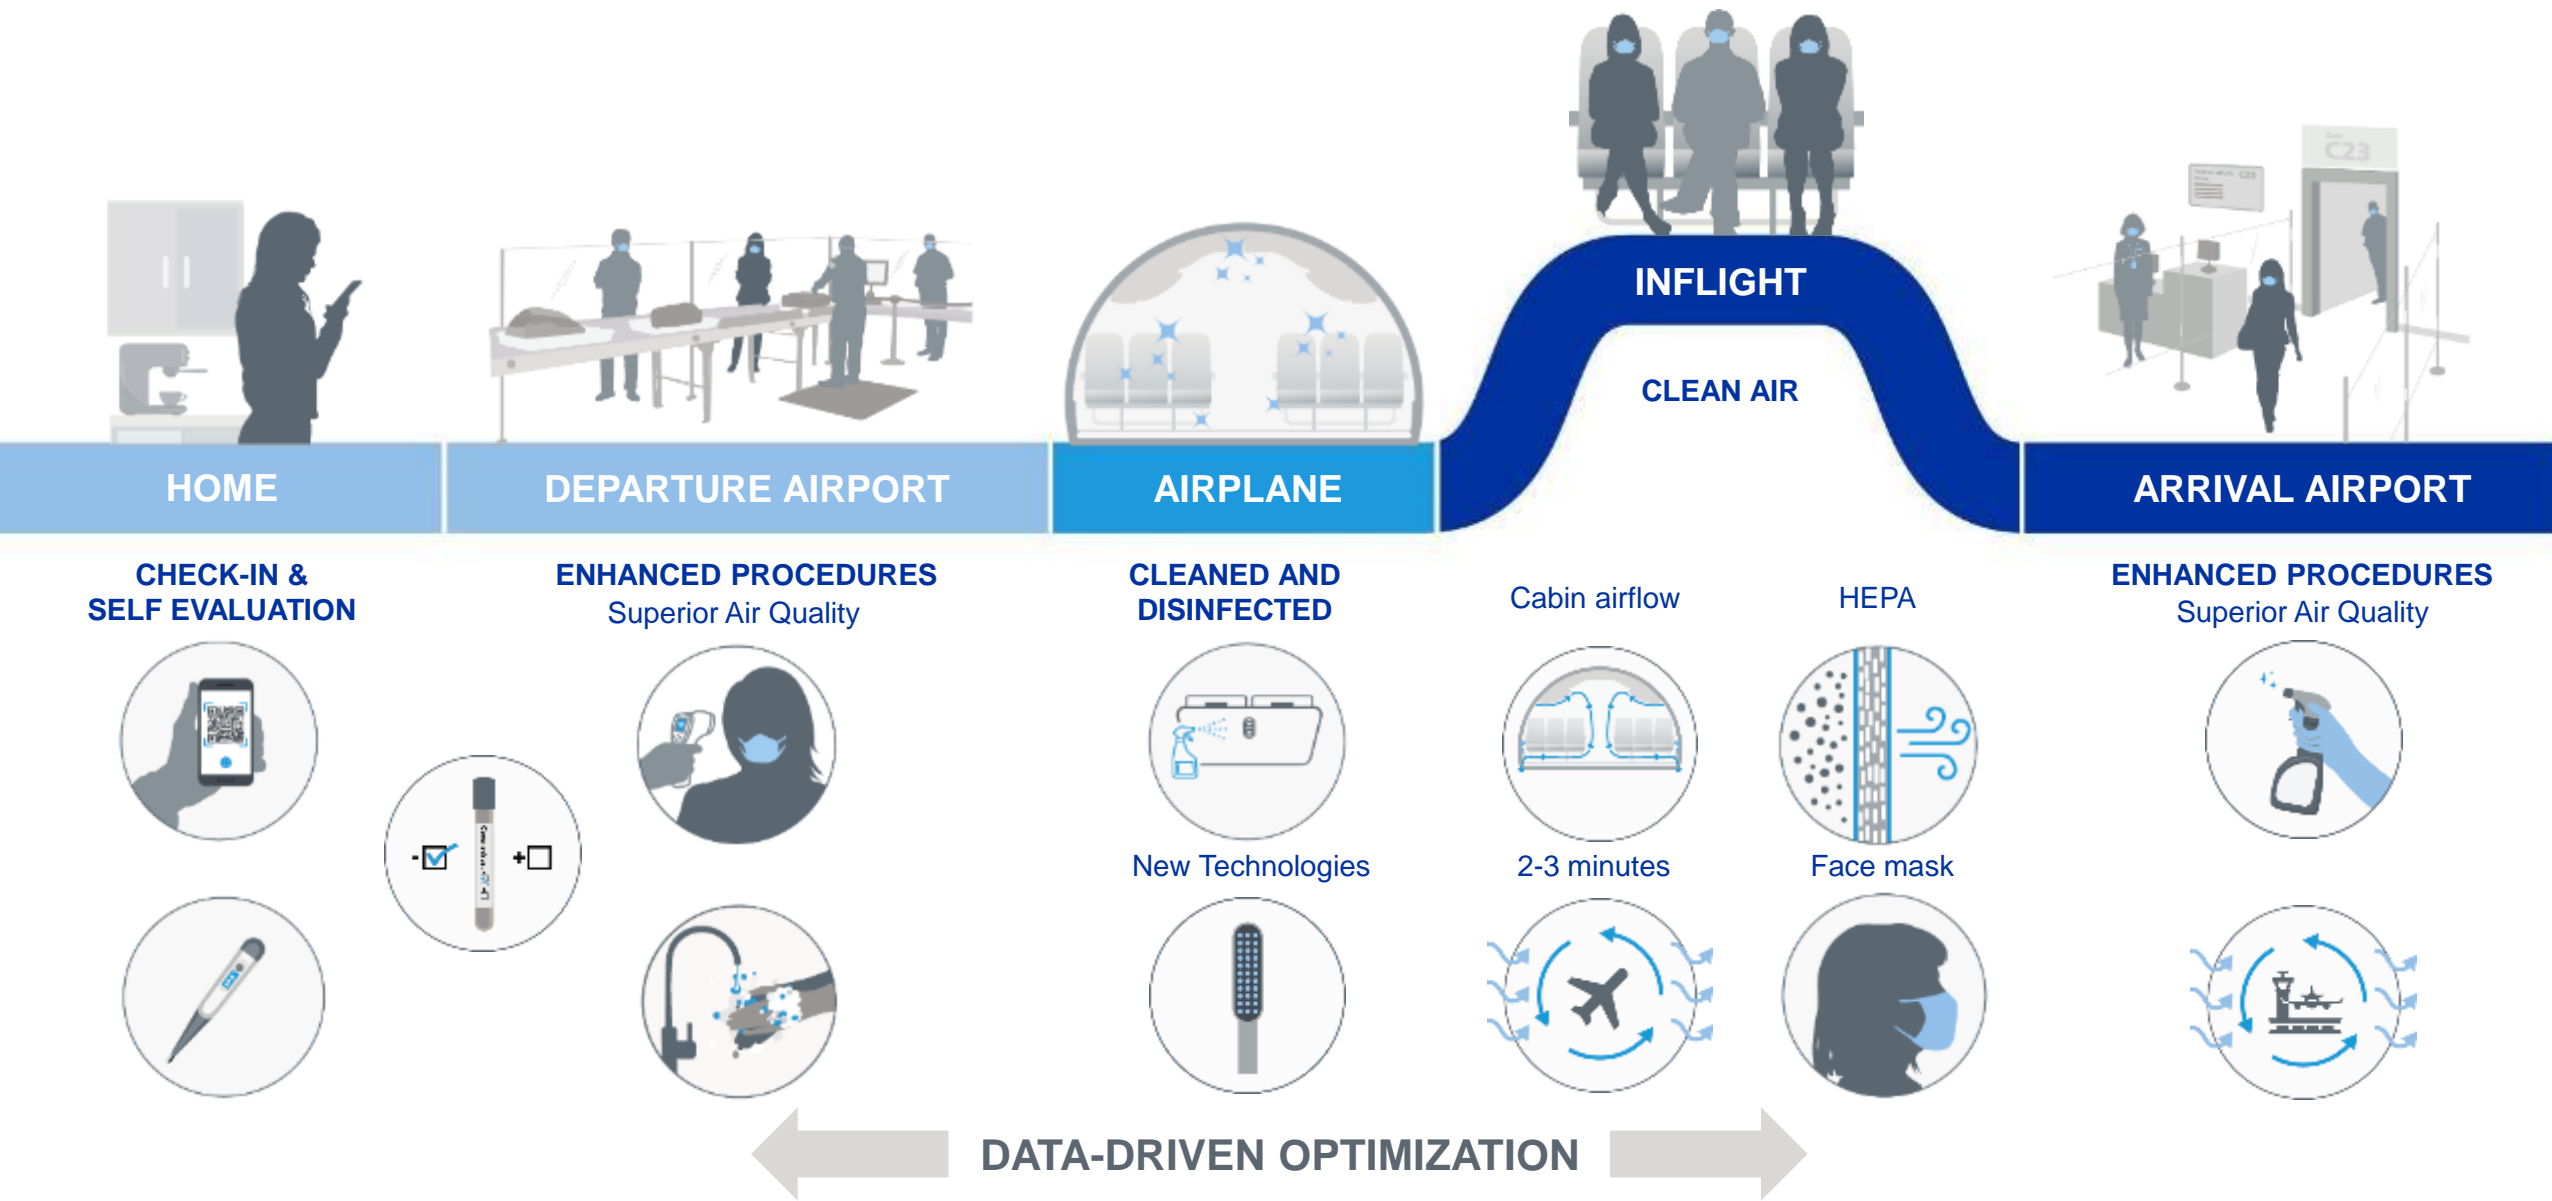 C23
C23
INFLIGHT
CLEAN AIR
HOME
DEPARTURE AIRPORT
AIRPLANE
ARRIVAL AIRPORT
CHECK-IN &
SELF EVALUATION
ENHANCED PROCEDURES
Superior Air Quality
CLEANED AND
DISINFECTED
Cabin airflow
HEPA
ENHANCED PROCEDURES
Superior Air Quality
-
+
New Technologies
2-3 minutes
Face mask
DATA-DRIVEN OPTIMIZATION